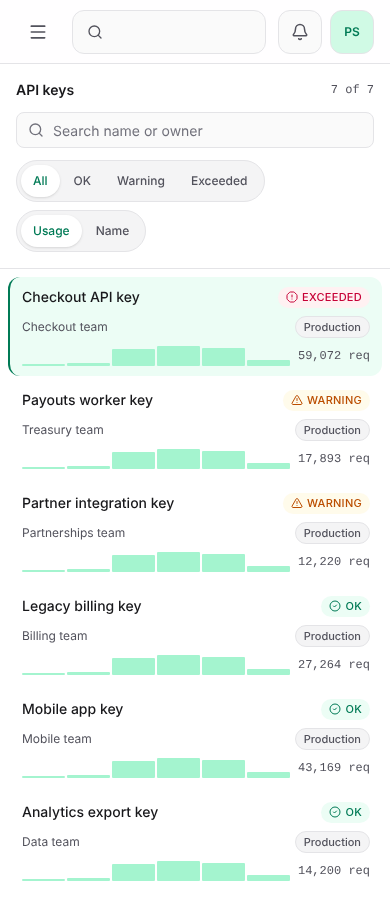 PS
API keys 7 of 7
Search name or owner
All OK Warning Exceeded
Usage Name
Checkout API key EXCEEDED
Checkout team Production
59,072 req
Payouts worker key WARNING
Treasury team Production
17,893 req
Partner integration key WARNING
Partnerships team Production
12,220 req
Legacy billing key OK
Billing team Production
27,264 req
Mobile app key OK
Mobile team Production
43,169 req
Analytics export key OK
Data team Production
14,200 req